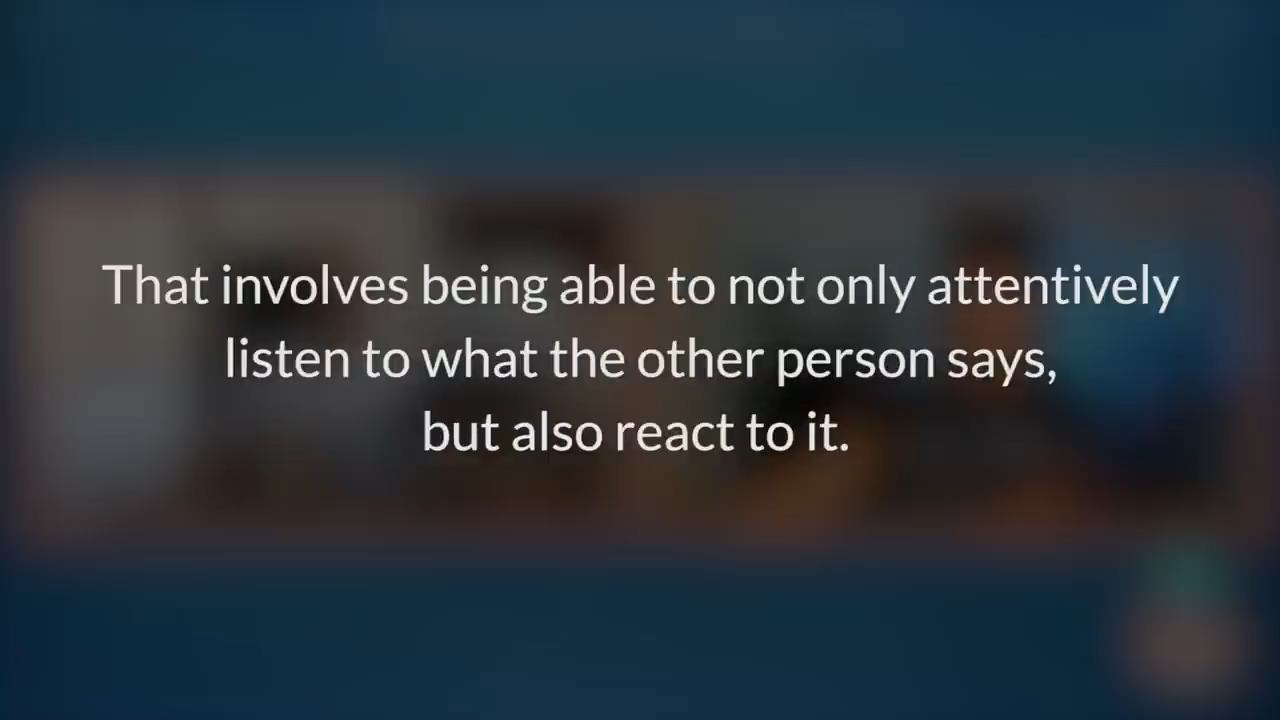 That involves being able to not only attentively
listen to what the other person says,
but also react to it.